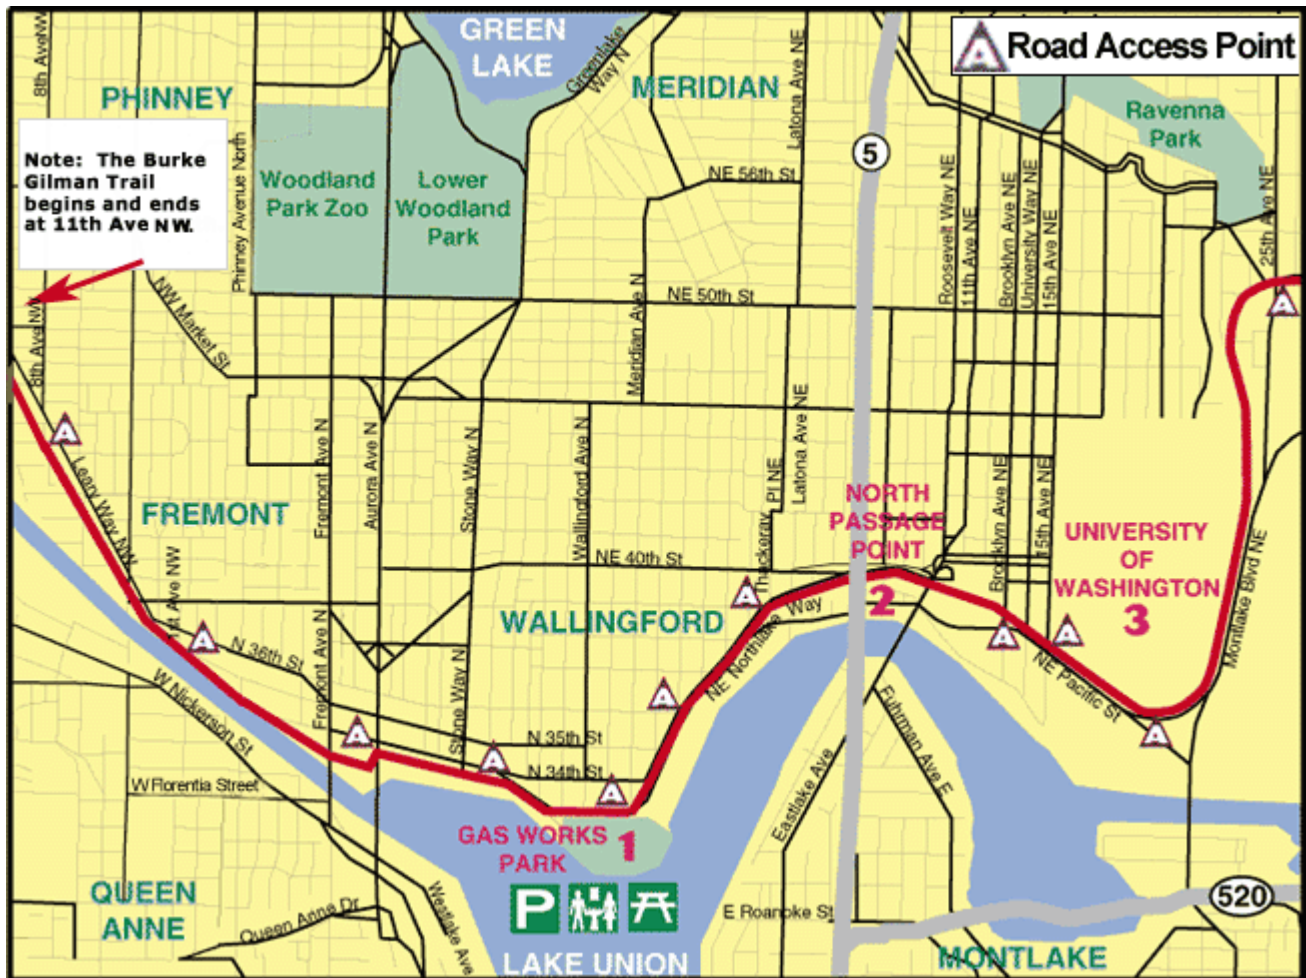 Road Access Point
A
GREEN
LAKE
Greenlake
Way N
MERIDIAN
PHINNEY
8th AveNW
Latona Ave NE
Ravenna
Park
5
Note: The Burke
Gilman Trail
begins and ends
at 11th Ave NW.
Phinney Avenue North
Woodland
Park Zoo
Lower
Woodland
Park
NE 56th St
Roosevelt Way NE
11th Ave NE
Brooklyn Ave NE
University Way NE
15th Ave NE
25th Ave NE
NE 50th St
Meridian Ave N
NW Market St
8th Ave NW
A
A
Leary Way NW
FREMONT
Fremont Ave N
Aurora Ave N
Stone Way N
Wallingford Ave N
Thackeray Pl NE
Latona Ave NE
NORTH
PASSAGE
POINT
2
Brooklyn Ave NE
15th Ave NE
UNIVERSITY
OF
WASHINGTON
3
Montlake Blvd NE
NE 40th St
1st Ave NW
A
N 36th St
WALLINGFORD
A
NE Northlake Way
A
A
A
NE Pacific St
A
W Nickerson St
Fremont Ave N
A
Stone Way N
N 35th St
A
N 34th St
A
W Florentia Street
Fuhrman Ave E
Eastlake Ave
GAS WORKS
PARK
1
QUEEN
ANNE
Queen Anne Dr
Westlake Ave
P
E Roanoke St
520
LAKE UNION
MONTLAKE